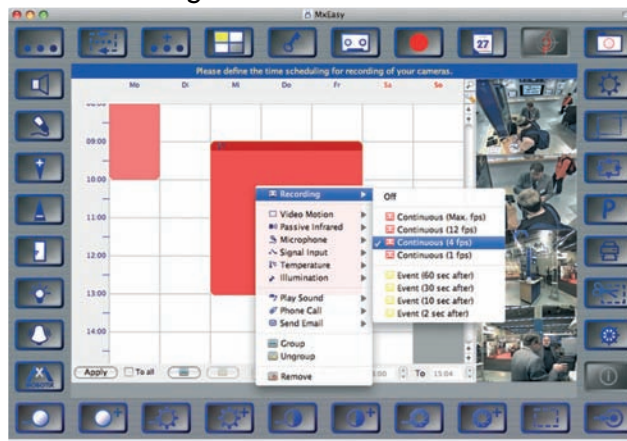 MxEasy
27
Please define the time scheduling for recording of your cameras.
Mo Di Mi Do Fr Sa So
09:00
10:00
11:00
12:00
13:00
14:00
Recording
Video Motion
Passive Infrared
Microphone
Signal Input
Temperature
Illumination
Play Sound
Phone Call
Send Email
Group
Ungroup
Remove
Off
Continuous (Max. fps)
Continuous (12 fps)
Continuous (4 fps)
Continuous (1 fps)
Event (60 sec after)
Event (30 sec after)
Event (10 sec after)
Event (2 sec after)
P
Apply To all To 15:04